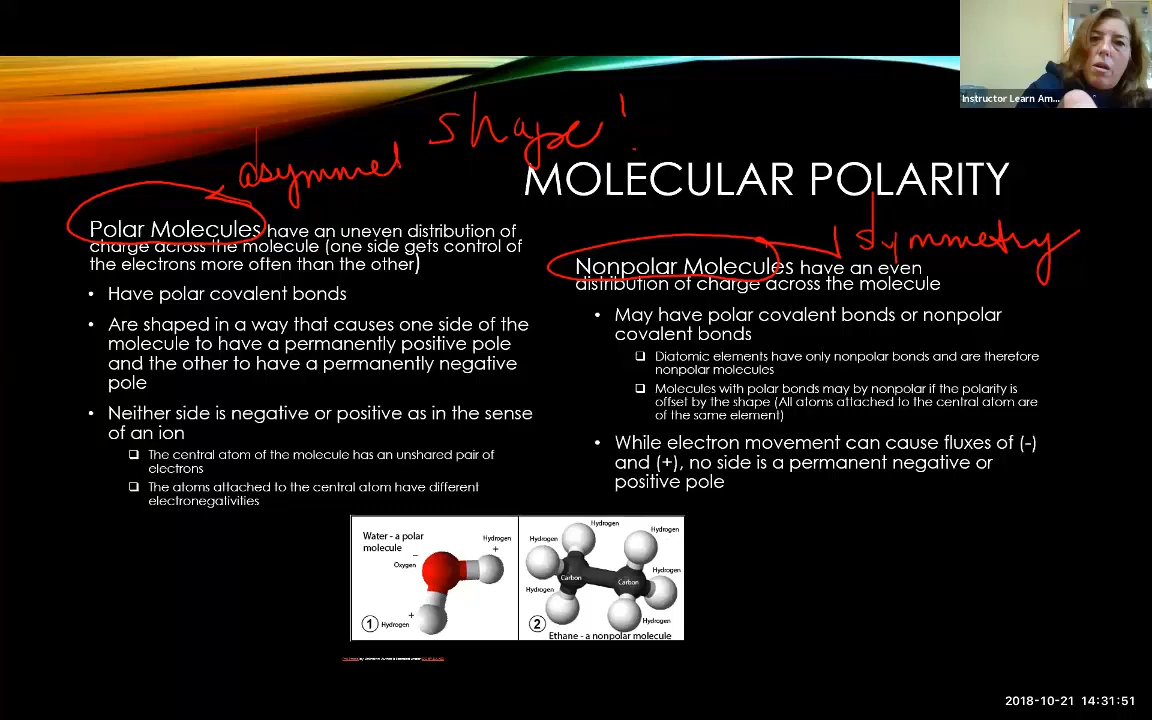 Instructor Learn Am...
shape!
asymmet
MOLECULAR POLARITY
symmetry
Polar Molecules have an uneven distribution of
charge across the molecule (one side gets control of
the electrons more often than the other)
• Have polar covalent bonds
• Are shaped in a way that causes one side of the
molecule to have a permanently positive pole
and the other to have a permanently negative
pole
• Neither side is negative or positive as in the sense
of an ion
❑ The central atom of the molecule has an unshared pair of
electrons
❑ The atoms attached to the central atom have different
electronegativities
Nonpolar Molecules have an even
distribution of charge across the molecule
• May have polar covalent bonds or nonpolar
covalent bonds
❑ Diatomic elements have only nonpolar bonds and are therefore
nonpolar molecules
❑ Molecules with polar bonds may by nonpolar if the polarity is
offset by the shape (All atoms attached to the central atom are
of the same element)
• While electron movement can cause fluxes of (-)
and (+), no side is a permanent negative or
positive pole
Water - a polar
molecule
Hydrogen
+
−
Oxygen
+
1 Hydrogen
Hydrogen
Hydrogen
Hydrogen
Carbon
Carbon
Hydrogen
Hydrogen
Hydrogen
2
Ethane - a nonpolar molecule
2018-10-21 14:31:51